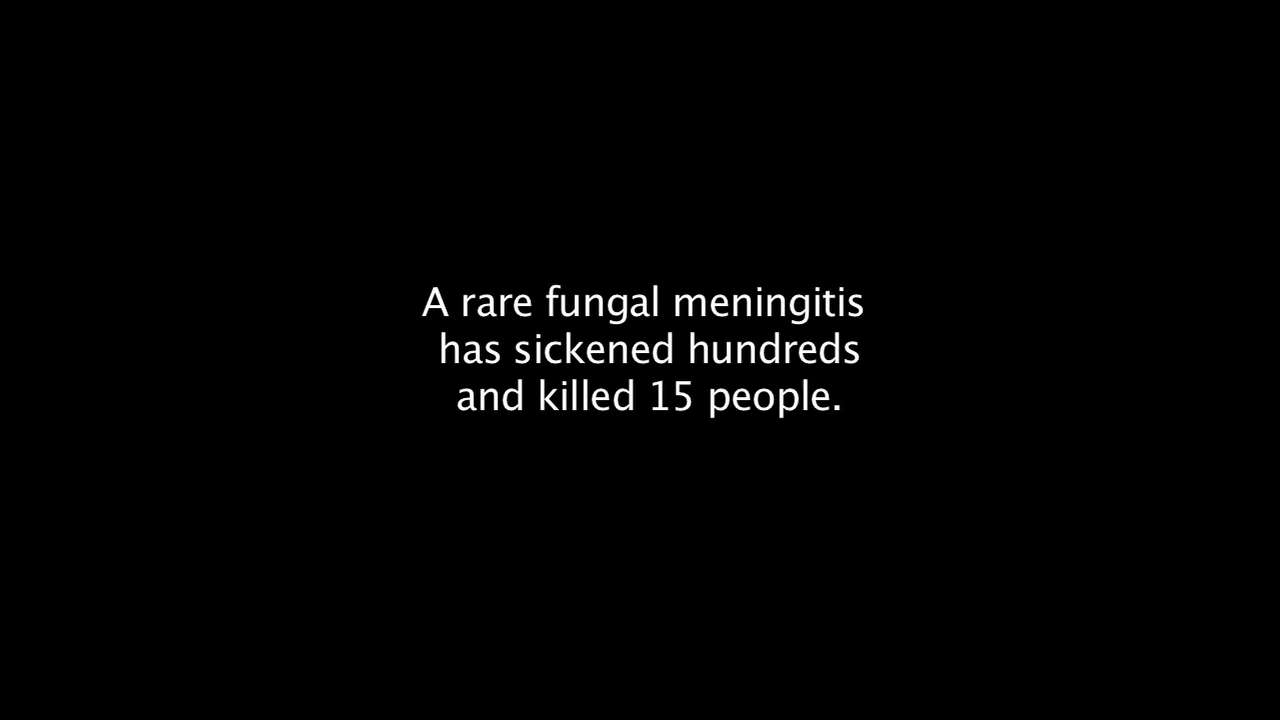 A rare fungal meningitis
has sickened hundreds
and killed 15 people.